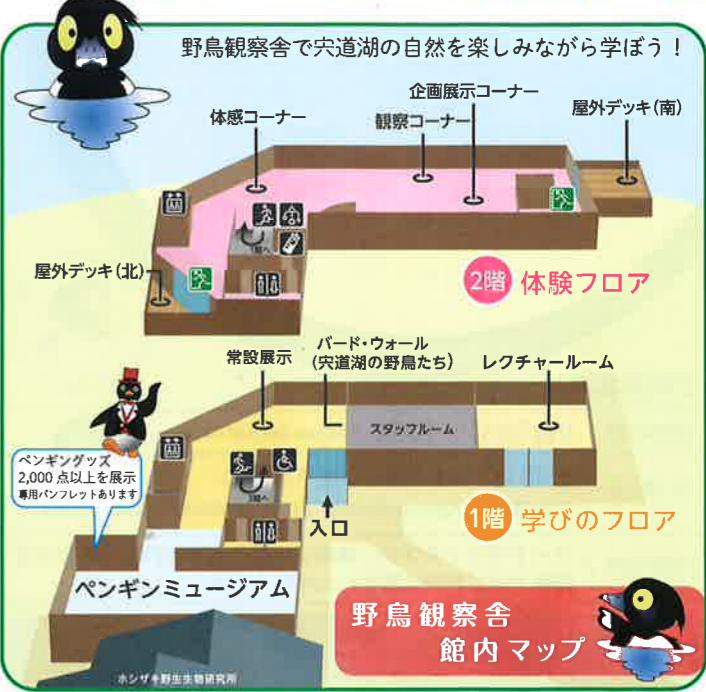 野鳥観察舎で宍道湖の自然を楽しみながら学ぼう！
企画展示コーナー
体感コーナー
観察コーナー
屋外デッキ(南)
屋外デッキ(北)
2階 体験フロア
バード・ウォール
(宍道湖の野鳥たち)
常設展示
レクチャールーム
スタッフルーム
ペンギングッズ
2,000点以上を展示
専用パンフレットあります
入口
1階 学びのフロア
ペンギンミュージアム
野鳥観察舎
館内マップ
ホシザキ野生生物研究所